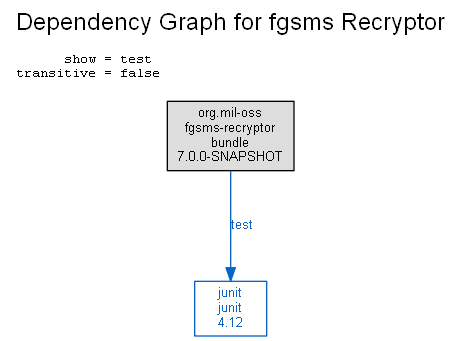 Dependency Graph for fgsms Recryptor
show = test
transitive = false
org.mil-oss
fgsms-recryptor
bundle
7.0.0-SNAPSHOT
test
junit
junit
4.12